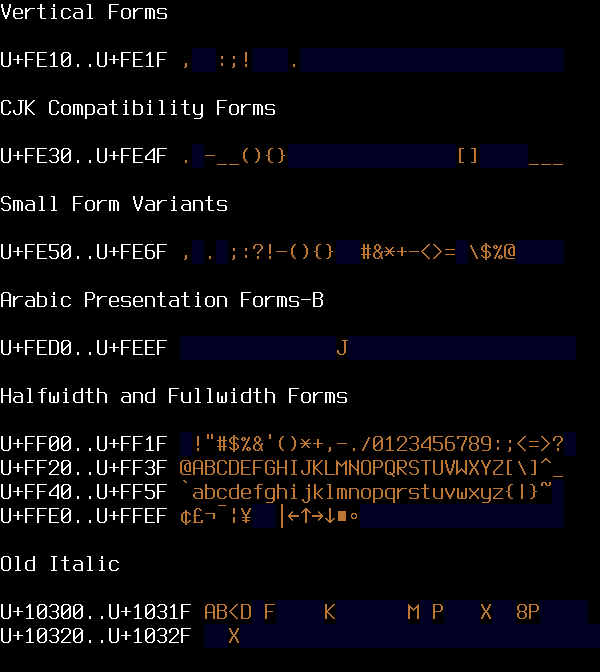 Vertical Forms
U+FE10..U+FE1F ,  :;!   .
CJK Compatibility Forms
U+FE30..U+FE4F . -__(){}              []    ___
Small Form Variants
U+FE50..U+FE6F , . ;:?!-(){}  #&*+-<>= \$%@
Arabic Presentation Forms-B
U+FED0..U+FEEF              J
Halfwidth and Fullwidth Forms
U+FF00..U+FF1F  !"#$%&'()*+,-./0123456789:;<=>?
U+FF20..U+FF3F @ABCDEFGHIJKLMNOPQRSTUVWXYZ[\]^_
U+FF40..U+FF5F `abcdefghijklmnopqrstuvwxyz{|}~
U+FFE0..U+FFEF ¢£¬¯¦¥  │←↑→↓■∘
Old Italic
U+10300..U+1031F AB<D F    K      M P   X  8P
U+10320..U+1032F   X